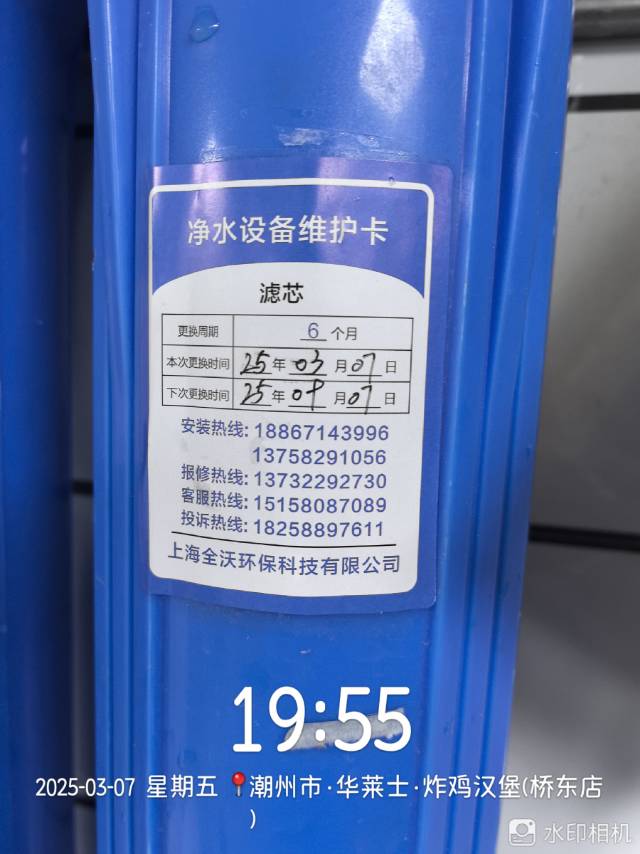 净水设备维护卡
滤芯
更换周期 6 个月
本次更换时间 25 年 03 月 07 日
下次更换时间 25 年 09 月 07 日
安装热线: 18867143996
13758291056
报修热线: 13732292730
客服热线: 15158087089
投诉热线: 18258897611
上海全沃环保科技有限公司
19:55
2025-03-07 星期五 📍潮州市·华莱士·炸鸡汉堡(桥东店
)
水印相机